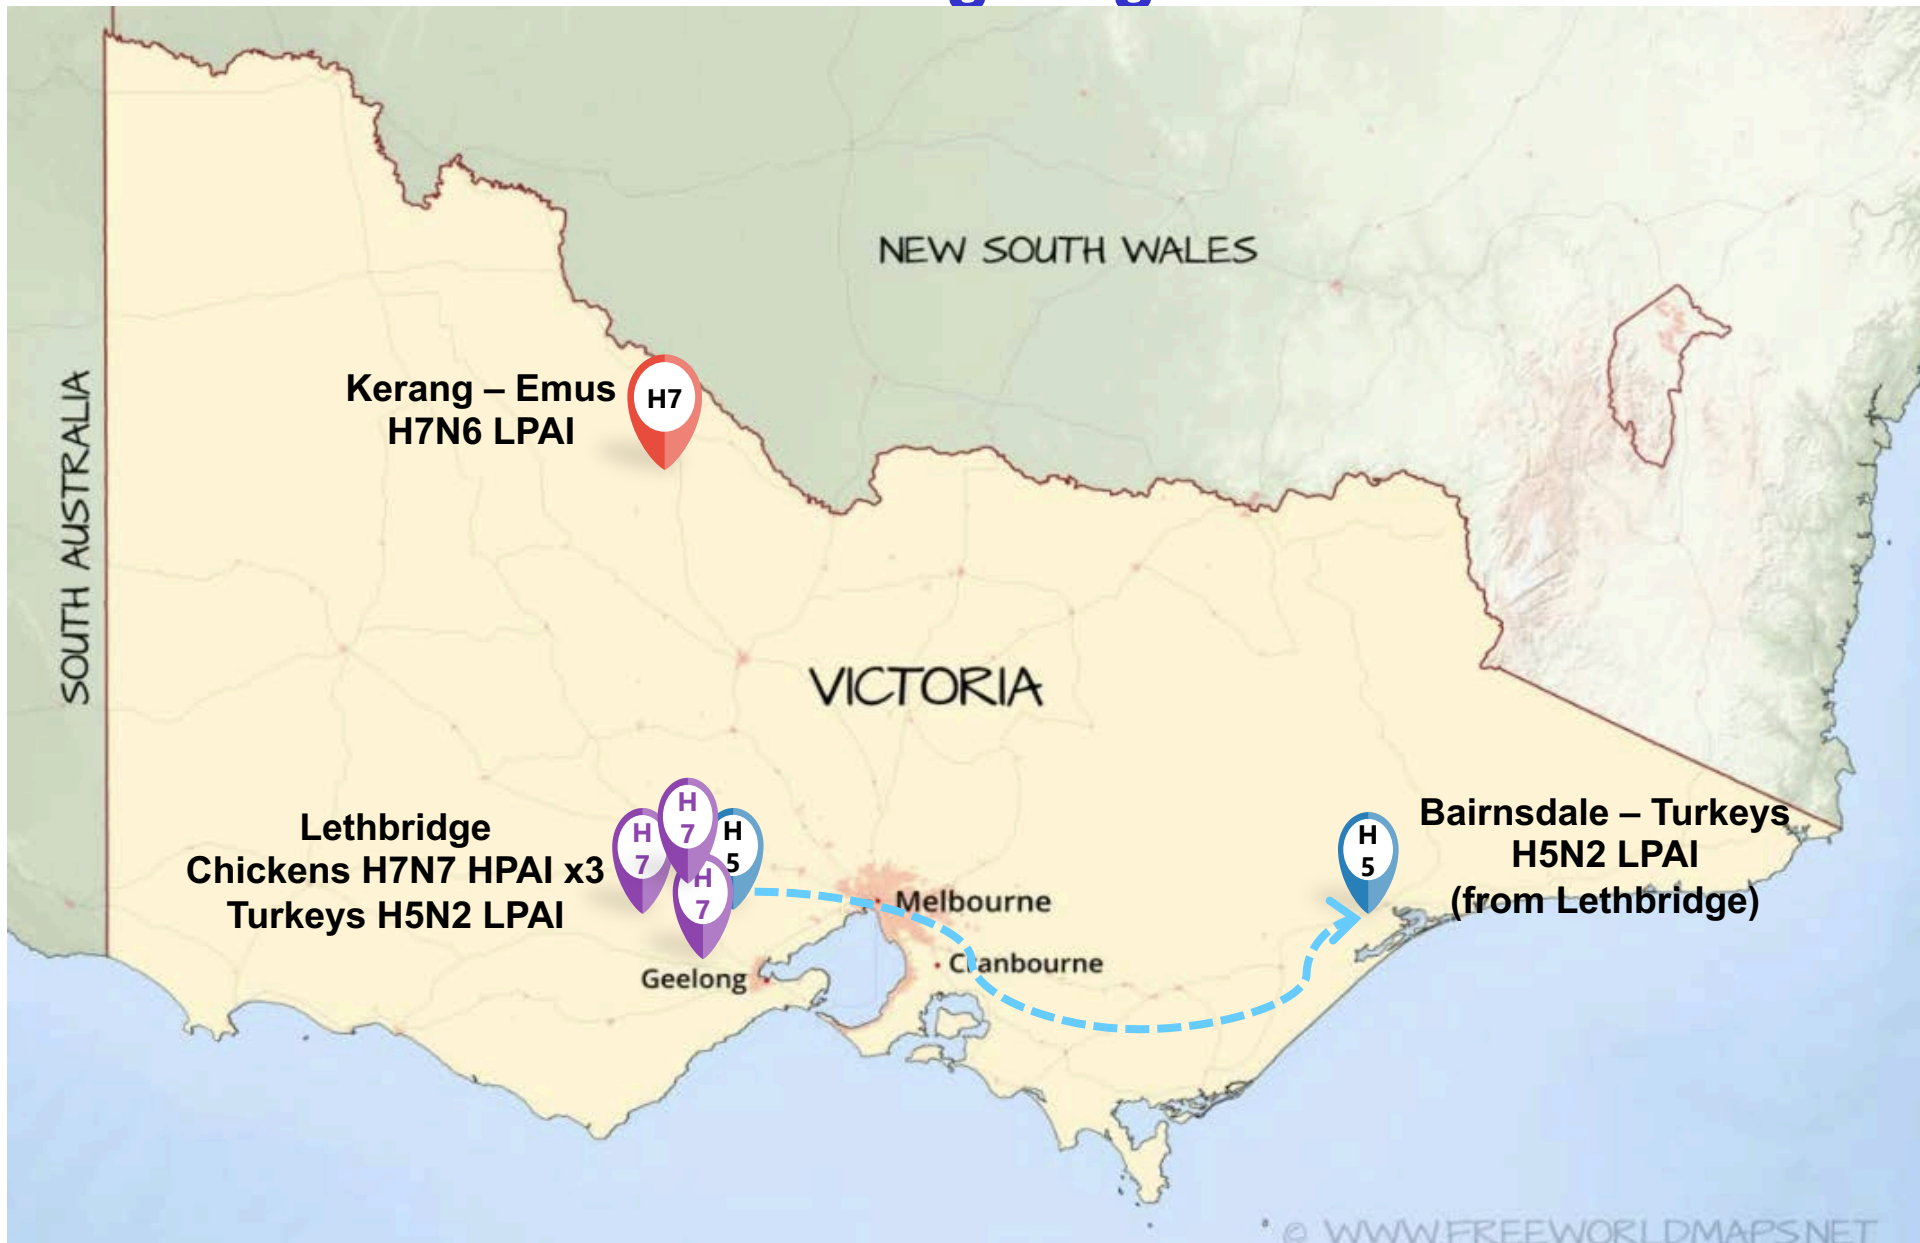 NEW SOUTH WALES
SOUTH AUSTRALIA
Kerang – Emus
H7N6 LPAI
H7
VICTORIA
Lethbridge
Chickens H7N7 HPAI x3
Turkeys H5N2 LPAI
H
7
H
7
H
5
H
7
Melbourne
Cranbourne
Geelong
H
5
Bairnsdale – Turkeys
H5N2 LPAI
(from Lethbridge)
© WWW.FREEWORLDMAPS.NET